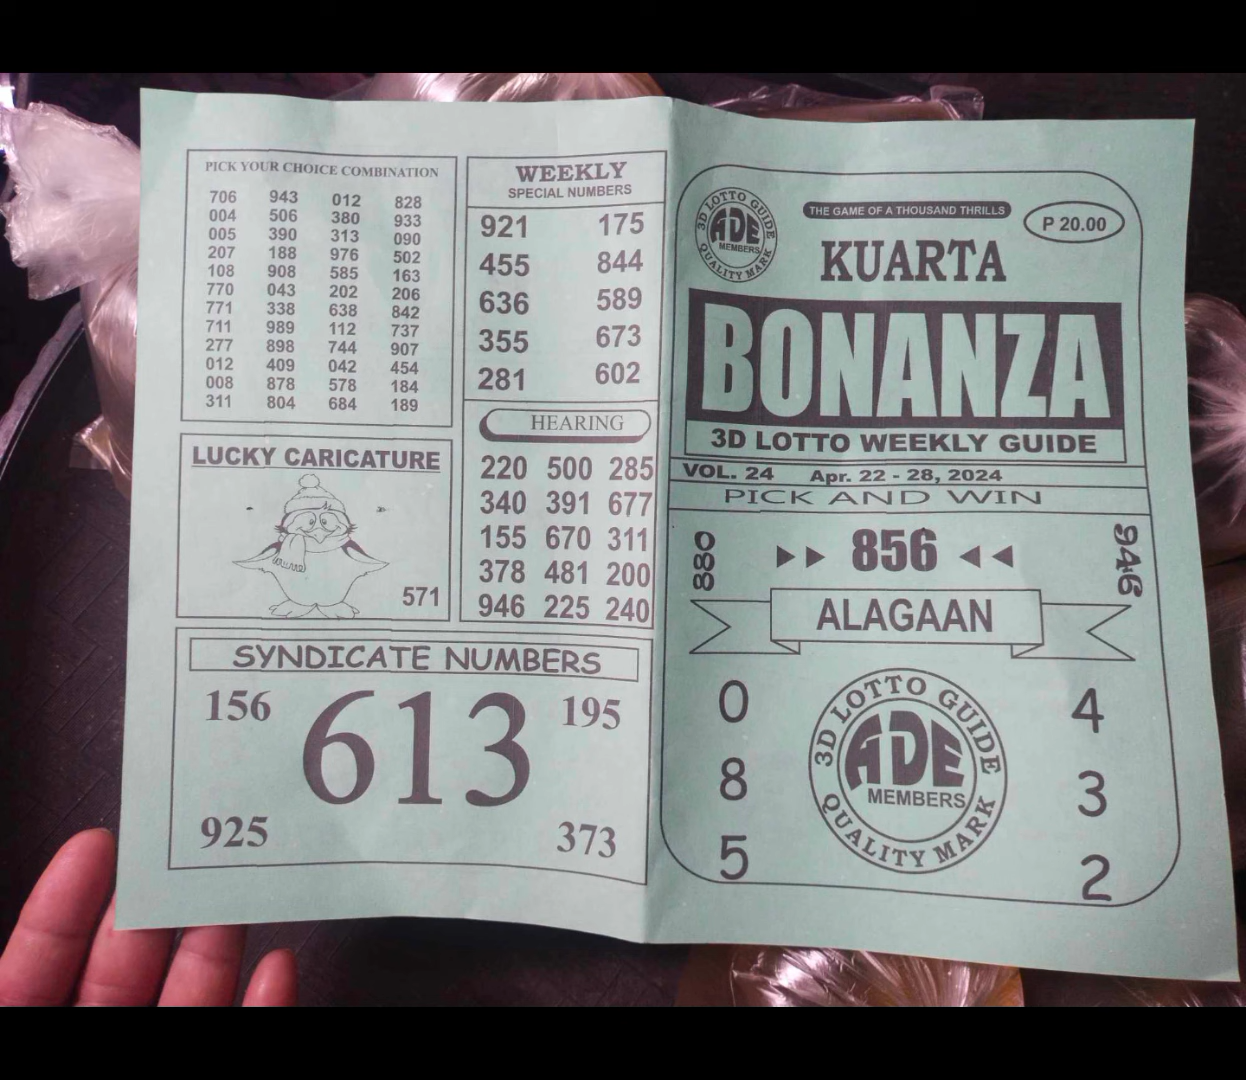 PICK YOUR CHOICE COMBINATION
706 943 012 828
004 506 380 933
005 390 313 090
207 188 976 502
108 908 585 163
770 043 202 206
771 338 638 842
711 989 112 737
277 898 744 907
012 409 042 454
008 878 578 184
311 804 684 189
LUCKY CARICATURE
571
WEEKLY
SPECIAL NUMBERS
921 175
455 844
636 589
355 673
281 602
HEARING
220 500 285
340 391 677
155 670 311
378 481 200
946 225 240
SYNDICATE NUMBERS
156 195
613
925 373
3D LOTTO GUIDE
ADE
MEMBERS
QUALITY MARK
THE GAME OF A THOUSAND THRILLS
P 20.00
KUARTA
BONANZA
3D LOTTO WEEKLY GUIDE
VOL. 24 Apr. 22 - 28, 2024
PICK AND WIN
880
856
946
ALAGAAN
0 4
8 3
5 2
3D LOTTO GUIDE
ADE
MEMBERS
QUALITY MARK